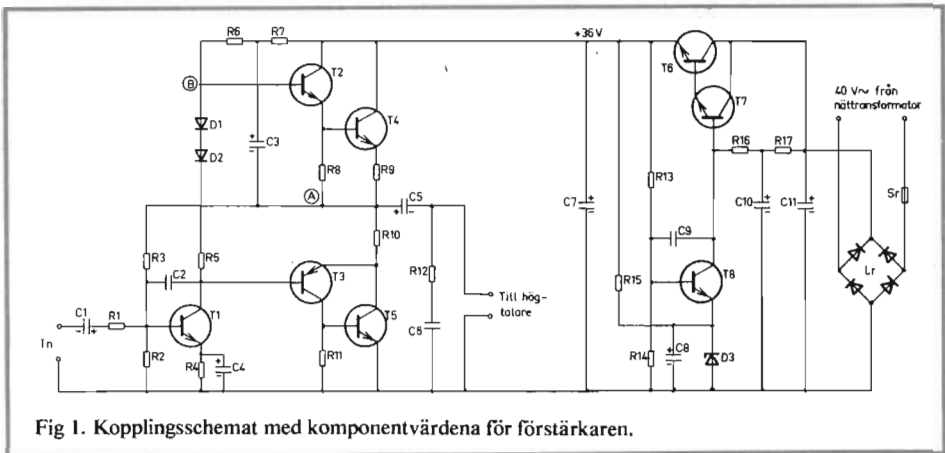 R6 R7 +36V
T6
B T2 T7 40 V~ från
nättransformator
D1 T4
C3 R16 R17
D2
R8 R9 Sr
A C5 C7 R13 C10 C11
R10 C9
R3 R5 Lr
C2 R12 T8
T3 R15
C1 R1 T1 T5 Till hög-
talare
In C6
R2 R4 C4 R11 R14 C8 D3
Fig 1. Kopplingsschemat med komponentvärdena för förstärkaren.